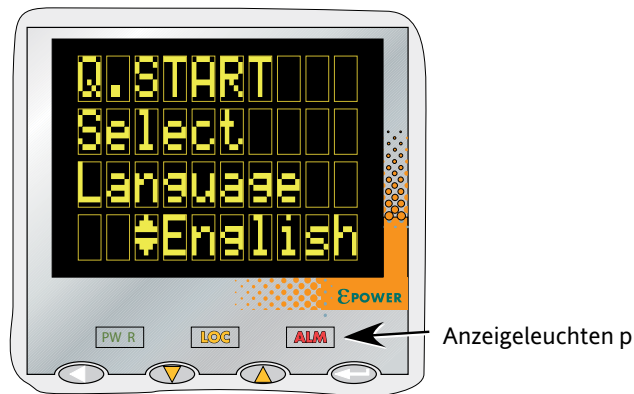 Q.START
Select
Language
English
EPOWER
PWR LOC ALM
Anzeigeleuchten p